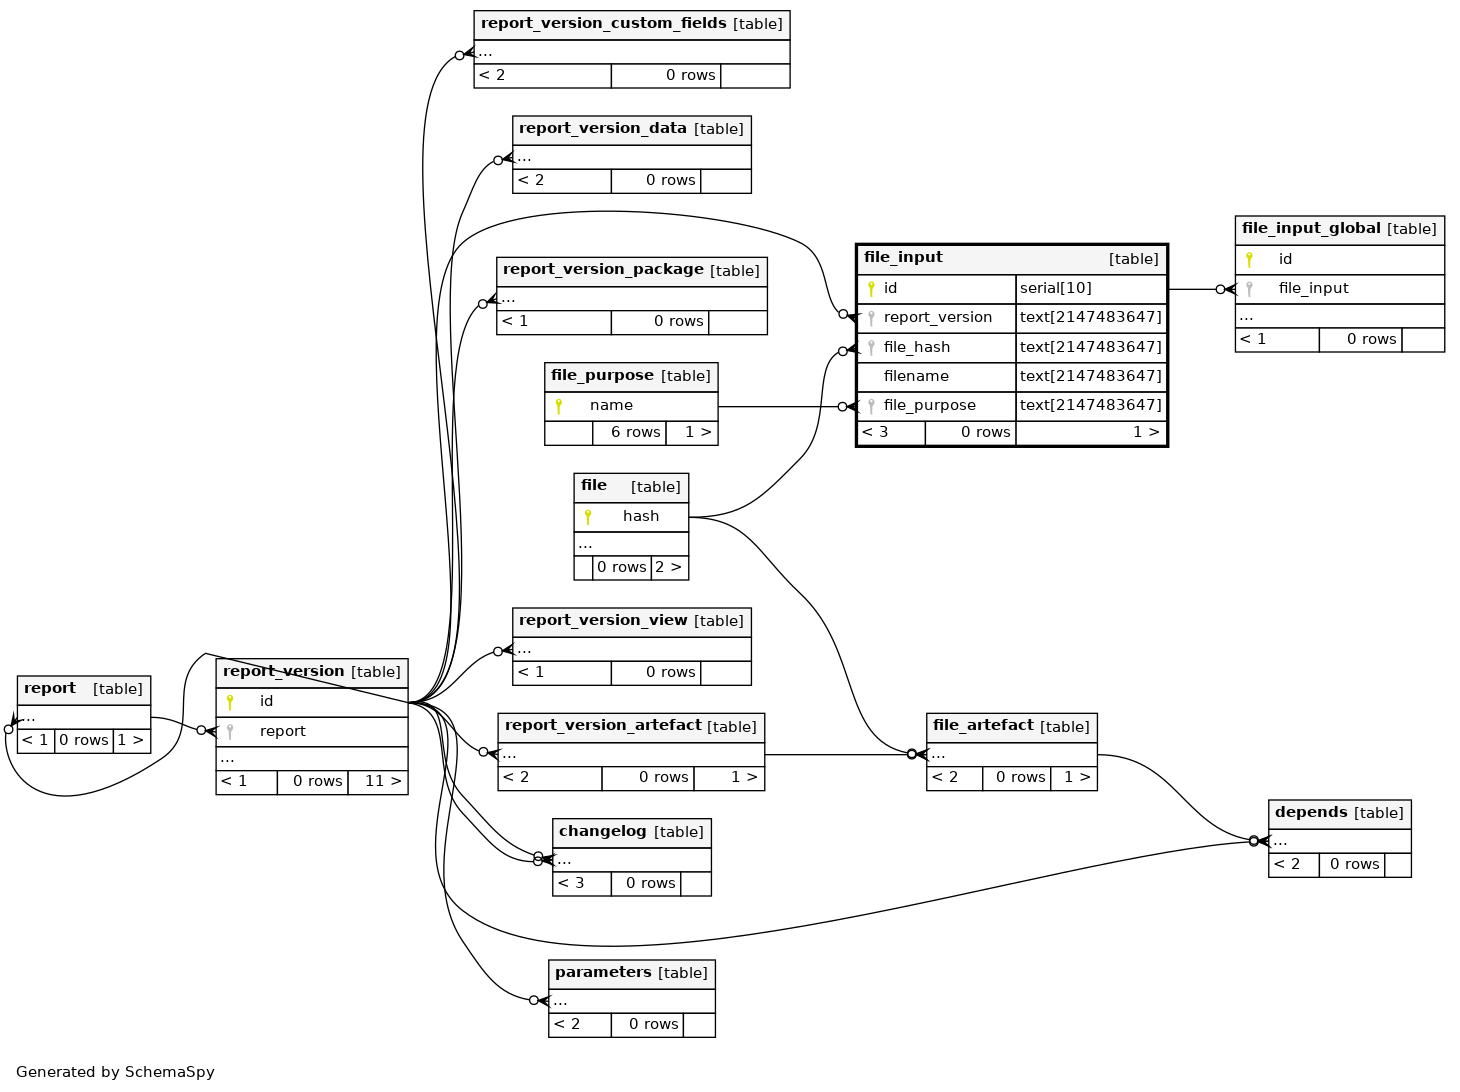 report_version_custom_fields [table]
...
< 2 0 rows
report_version_data [table]
...
< 2 0 rows
report_version_package [table]
...
< 1 0 rows
file_purpose [table]
name
6 rows 1 >
file [table]
hash
...
0 rows 2 >
file_input [table]
id serial[10]
report_version text[2147483647]
file_hash text[2147483647]
filename text[2147483647]
file_purpose text[2147483647]
< 3 0 rows 1 >
file_input_global [table]
id
file_input
...
< 1 0 rows
report [table]
...
< 1 0 rows 1 >
report_version [table]
id
report
...
< 1 0 rows 11 >
report_version_view [table]
...
< 1 0 rows
report_version_artefact [table]
...
< 2 0 rows 1 >
file_artefact [table]
...
< 2 0 rows 1 >
changelog [table]
...
< 3 0 rows
depends [table]
...
< 2 0 rows
parameters [table]
...
< 2 0 rows
Generated by SchemaSpy